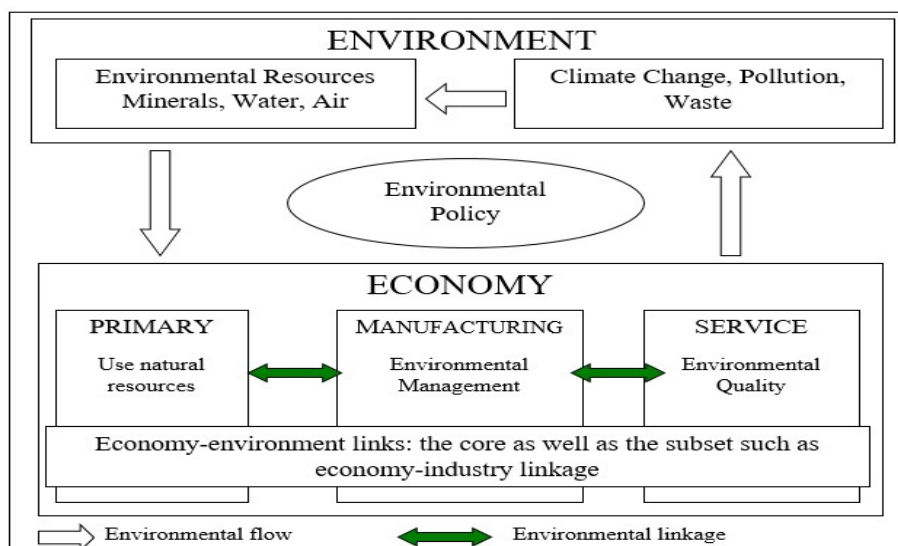 ENVIRONMENT
Environmental Resources
Minerals, Water, Air
Climate Change, Pollution,
Waste
Environmental
Policy
ECONOMY
PRIMARY
Use natural
resources
MANUFACTURING
Environmental
Management
SERVICE
Environmental
Quality
Economy-environment links: the core as well as the subset such as
economy-industry linkage
Environmental flow
Environmental linkage